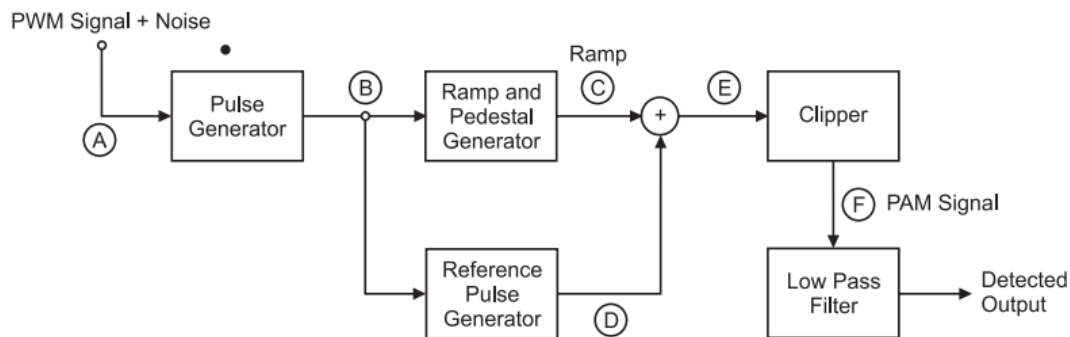 PWM Signal + Noise
A
Pulse
Generator
B
Ramp and
Pedestal
Generator
Ramp
C
+
E
Clipper
F
PAM Signal
Reference
Pulse
Generator
D
Low Pass
Filter
Detected
Output